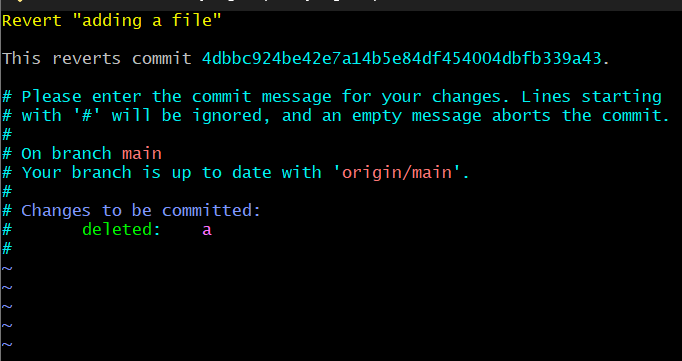 Revert "adding a file"
This reverts commit 4dbbc924be42e7a14b5e84df454004dbfb339a43.
# Please enter the commit message for your changes. Lines starting
# with '#' will be ignored, and an empty message aborts the commit.
#
# On branch main
# Your branch is up to date with 'origin/main'.
#
# Changes to be committed:
#       deleted:    a
#
~
~
~
~
~